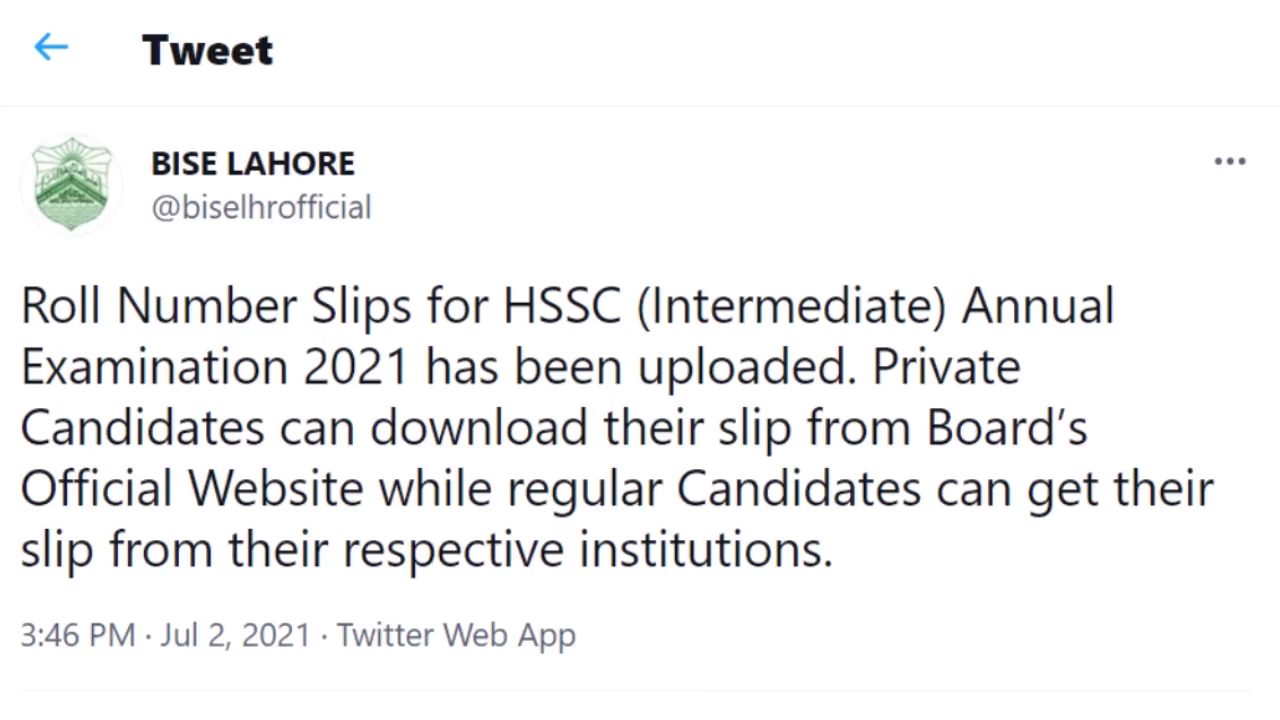 Tweet
BISE LAHORE
@biselhrofficial
Roll Number Slips for HSSC (Intermediate) Annual
Examination 2021 has been uploaded. Private
Candidates can download their slip from Board’s
Official Website while regular Candidates can get their
slip from their respective institutions.
3:46 PM · Jul 2, 2021 · Twitter Web App